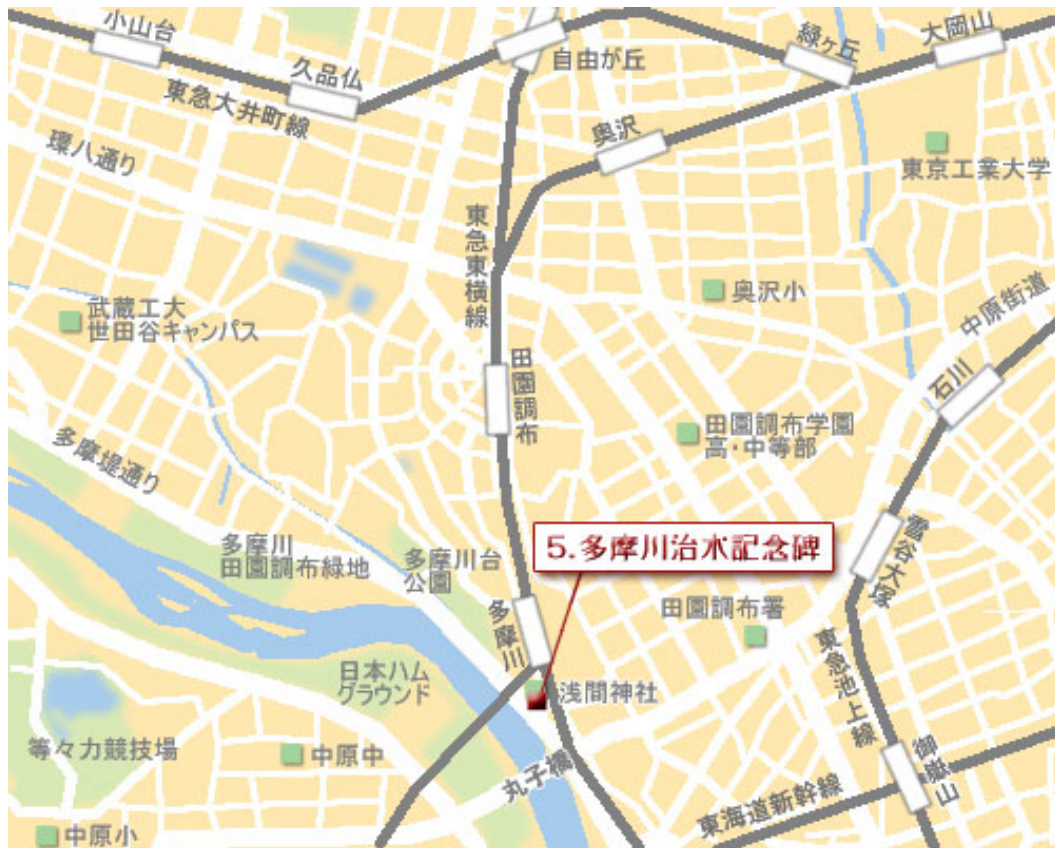 小山台
久品仏
自由が丘
緑ヶ丘
大岡山
東急大井町線
環八通り
奥沢
東京工業大学
東急東横線
奥沢小
中原街道
武蔵工大
世田谷キャンパス
田園調布
石川
多摩堤通り
田園調布学園
高・中等部
5.多摩川治水記念碑
雪谷大塚
多摩川
田園調布緑地
多摩川台
公園
多摩川
田園調布署
東急池上線
日本ハム
グラウンド
浅間神社
等々力競技場
中原中
丸子橋
御嶽山
東海道新幹線
中原小